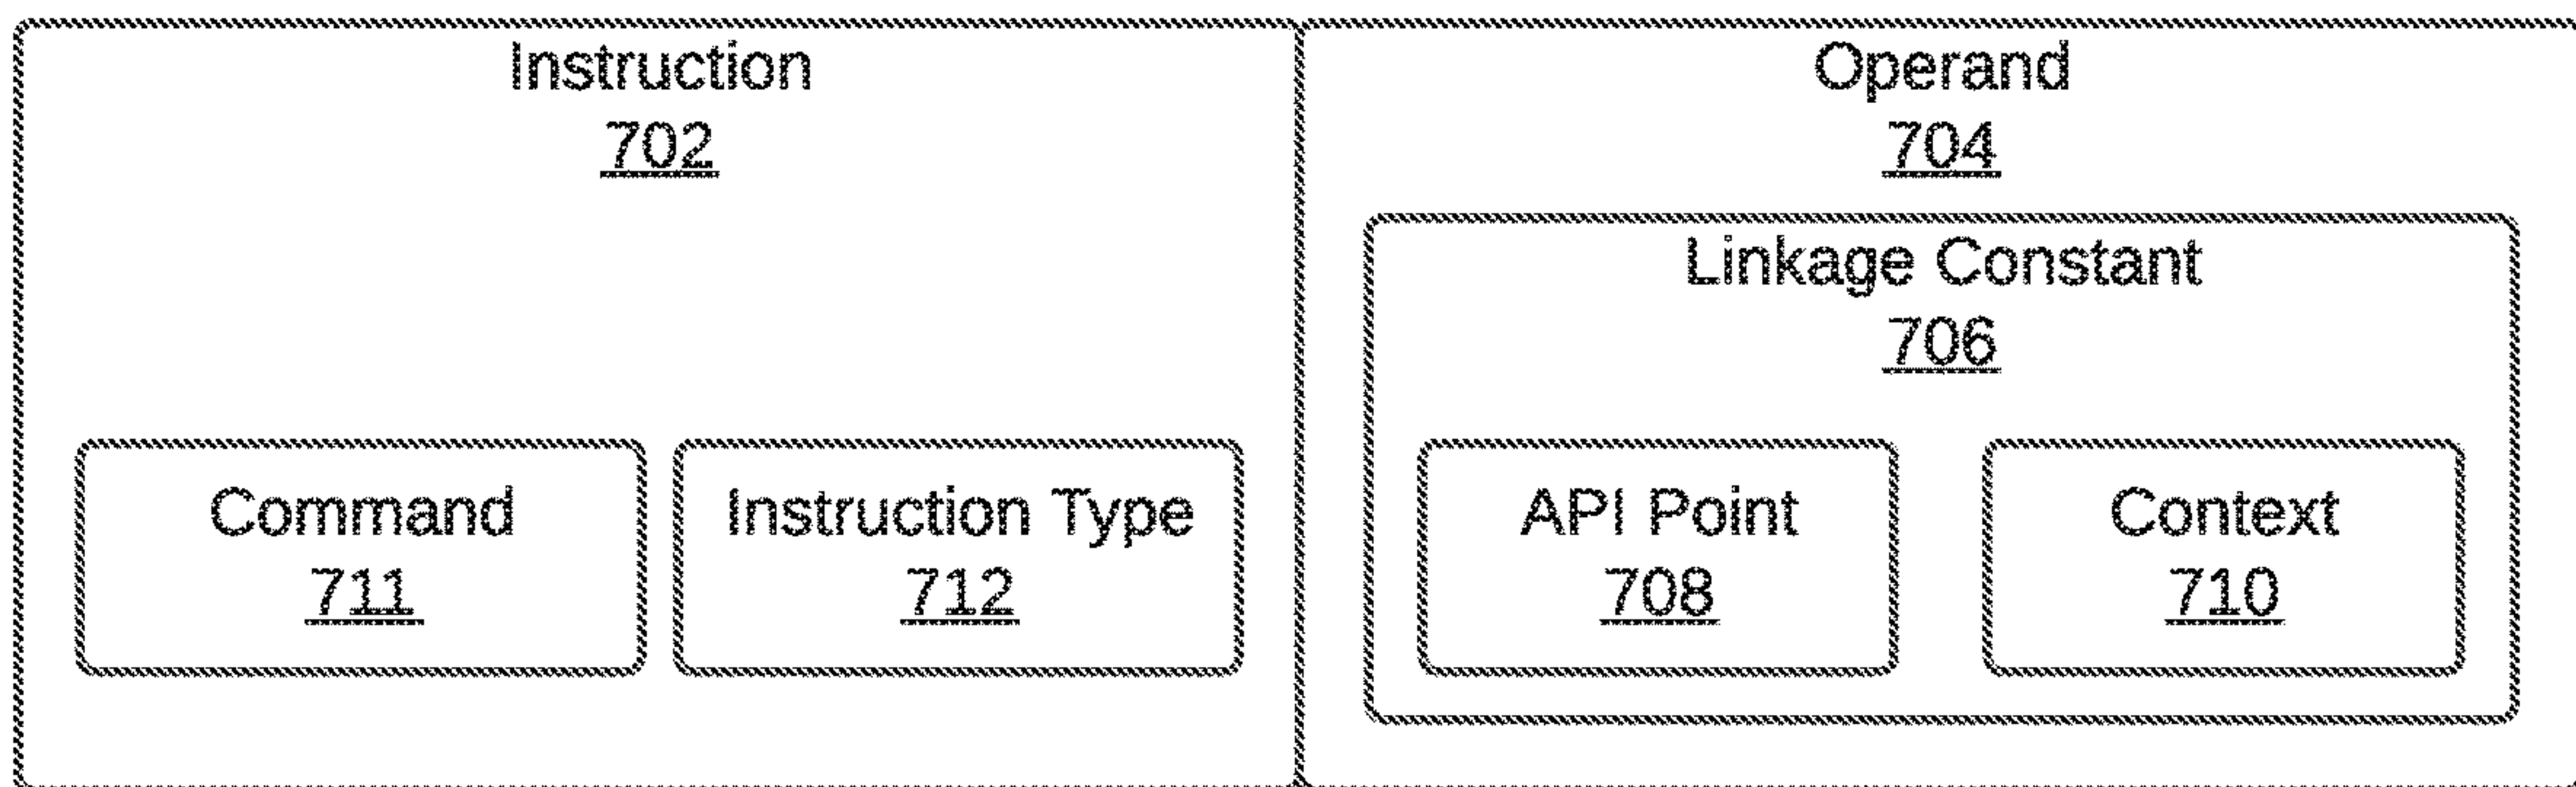 Instruction
702
Operand
704
Linkage Constant
706
Command
711
Instruction Type
712
API Point
708
Context
710